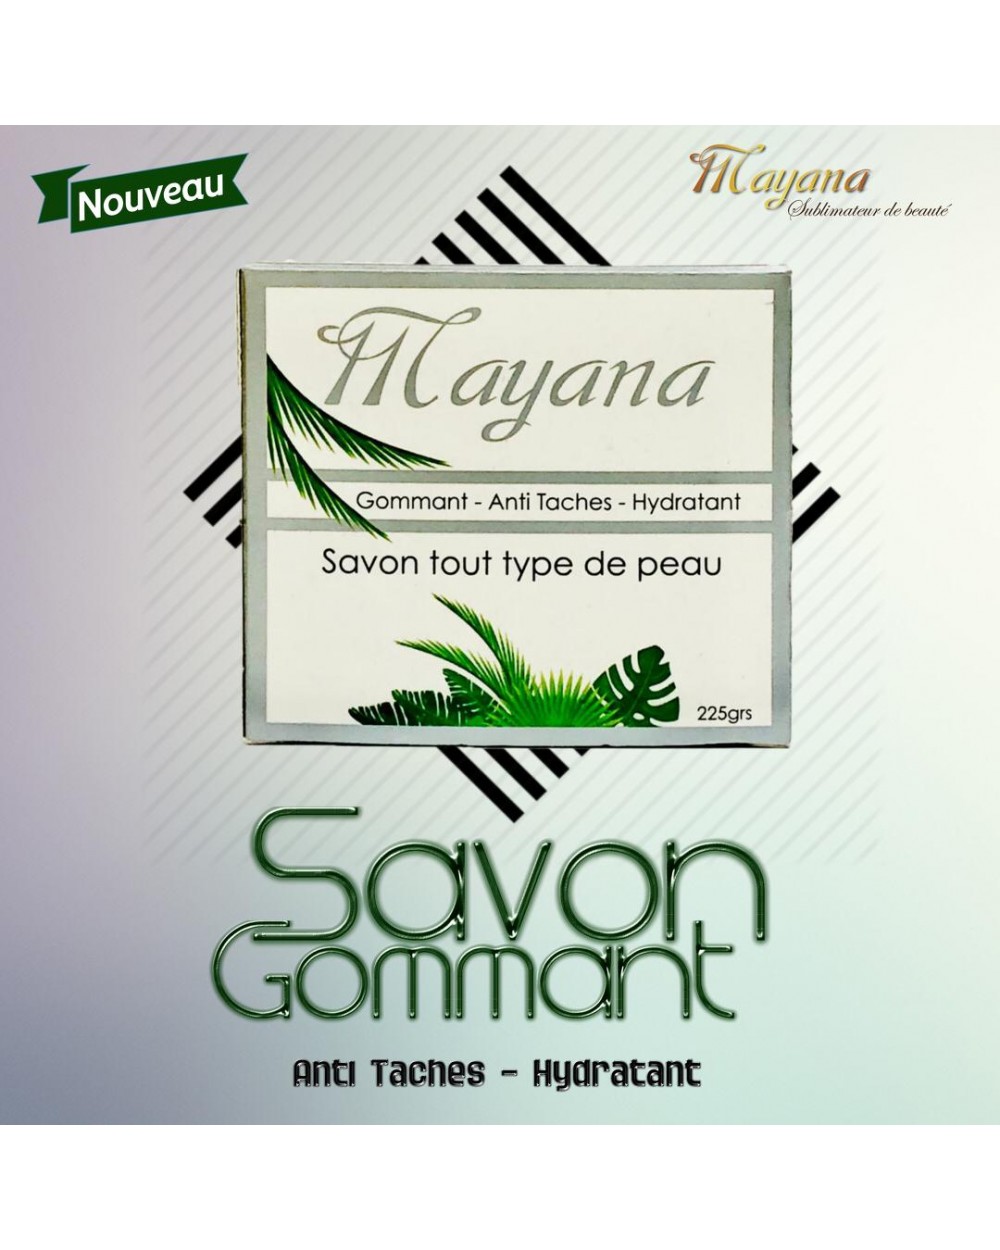 Nouveau
Mayana
Sublimateur de beauté
Mayana
Gommant - Anti Taches - Hydratant
Savon tout type de peau
225grs
Savon
Gommant
Anti Taches - Hydratant